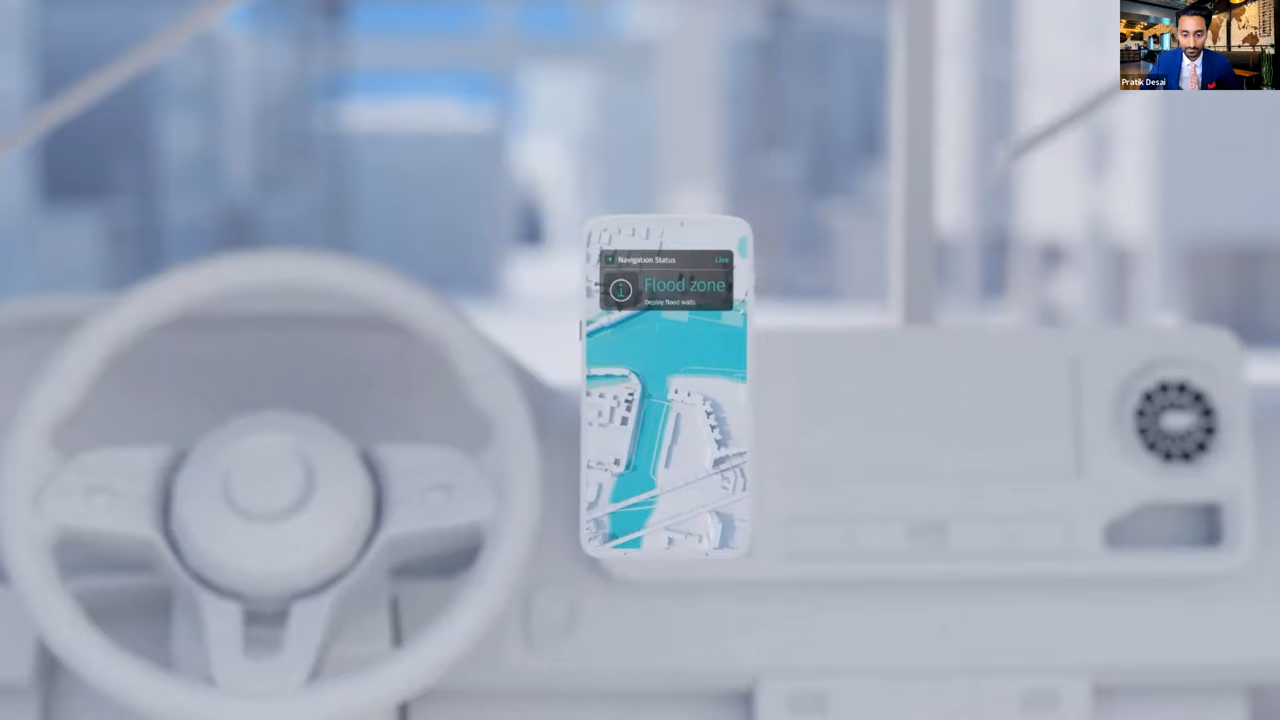 Pratik Desai
Navigation Status Live
Flood zone
Deploy flood walls